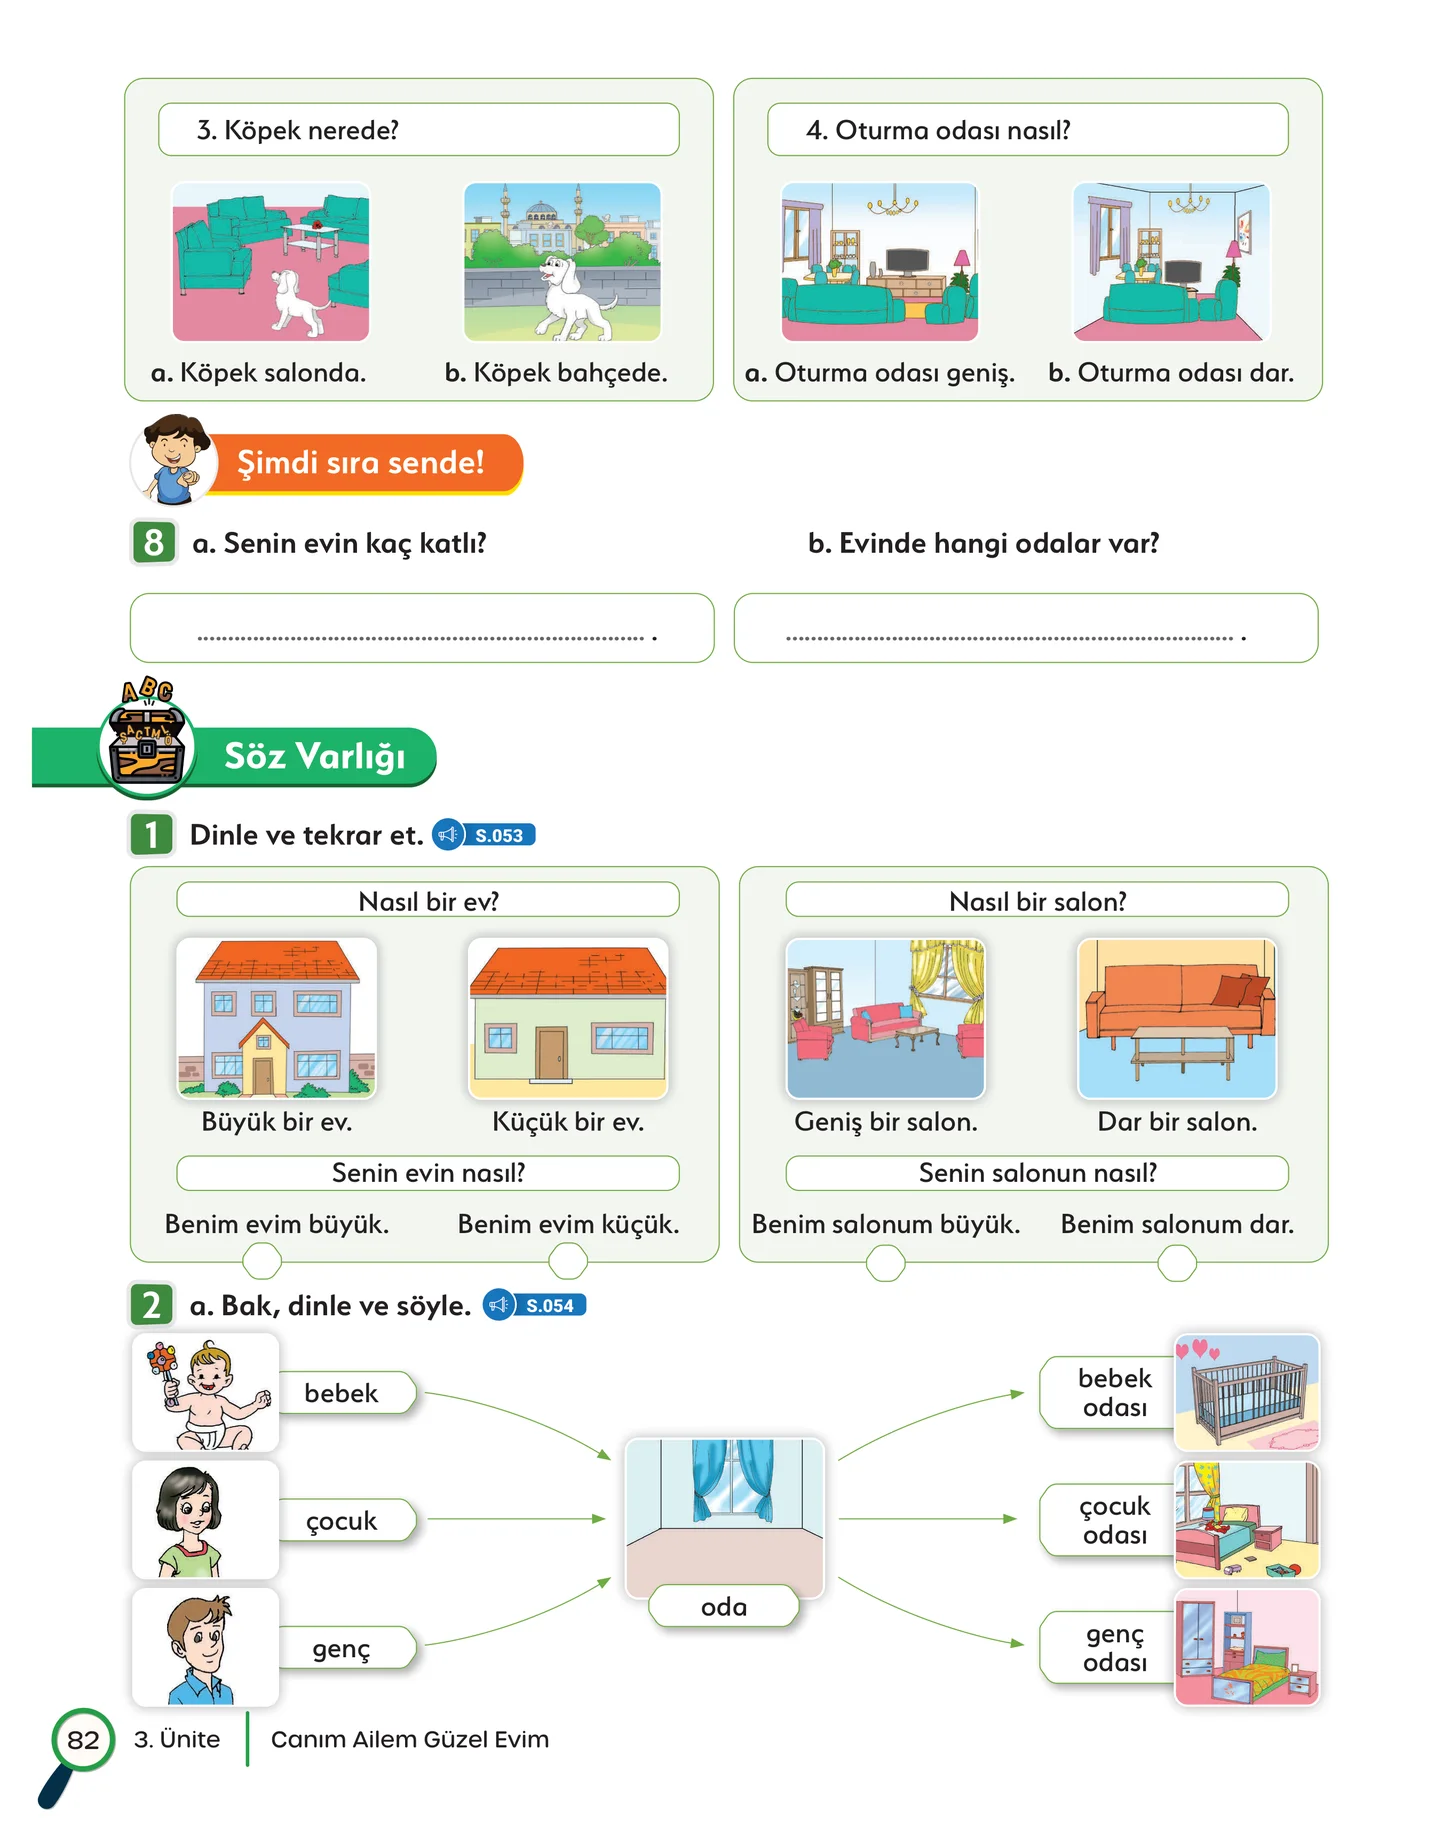 3. Köpek nerede?
a. Köpek salonda.
b. Köpek bahçede.
4. Oturma odası nasıl?
a. Oturma odası geniş.
b. Oturma odası dar.
Şimdi sıra sende!
8 a. Senin evin kaç katlı?
b. Evinde hangi odalar var?
ABC
Söz Varlığı
1 Dinle ve tekrar et. S.053
Nasıl bir ev?
Büyük bir ev.
Küçük bir ev.
Senin evin nasıl?
Benim evim büyük.
Benim evim küçük.
Nasıl bir salon?
Geniş bir salon.
Dar bir salon.
Senin salonun nasıl?
Benim salonum büyük.
Benim salonum dar.
2 a. Bak, dinle ve söyle. S.054
bebek
çocuk
genç
oda
bebek
odası
çocuk
odası
genç
odası
82 3. Ünite Canım Ailem Güzel Evim